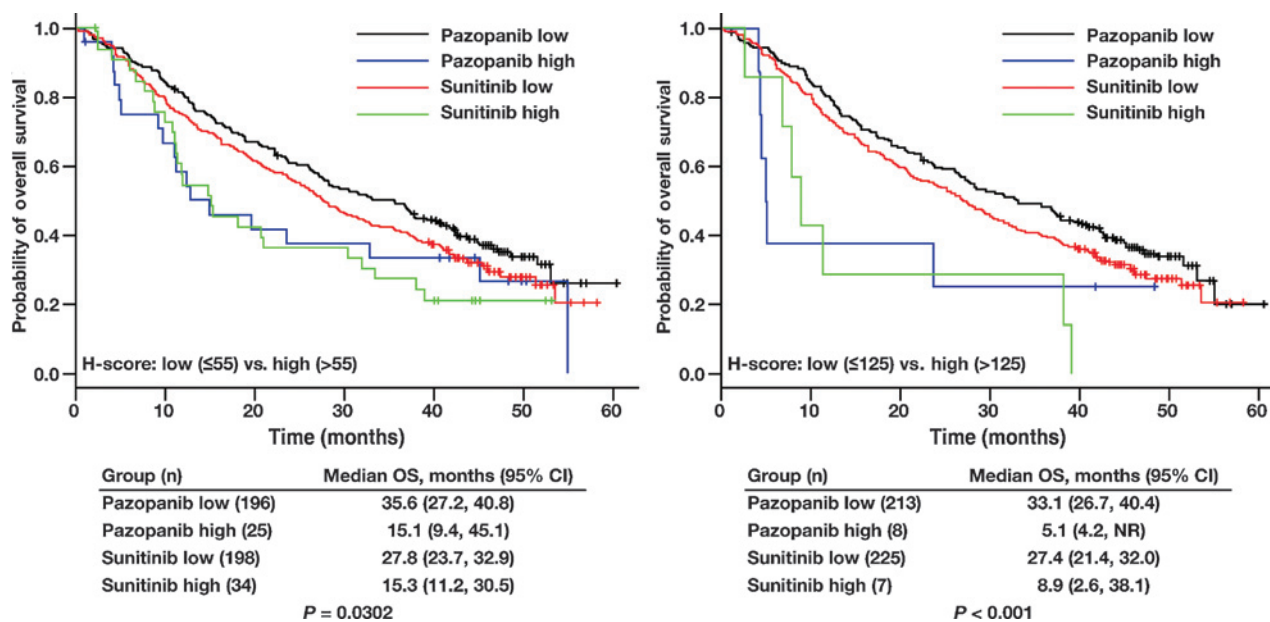 Probability of overall survival
1.0
0.8
0.6
0.4
0.2
0.0
Pazopanib low
Pazopanib high
Sunitinib low
Sunitinib high
H-score: low (≤55) vs. high (>55)
0 10 20 30 40 50 60
Time (months)
Group (n) Median OS, months (95% CI)
Pazopanib low (196) 35.6 (27.2, 40.8)
Pazopanib high (25) 15.1 (9.4, 45.1)
Sunitinib low (198) 27.8 (23.7, 32.9)
Sunitinib high (34) 15.3 (11.2, 30.5)
P = 0.0302
Probability of overall survival
1.0
0.8
0.6
0.4
0.2
0.0
Pazopanib low
Pazopanib high
Sunitinib low
Sunitinib high
H-score: low (≤125) vs. high (>125)
0 10 20 30 40 50 60
Time (months)
Group (n) Median OS, months (95% CI)
Pazopanib low (213) 33.1 (26.7, 40.4)
Pazopanib high (8) 5.1 (4.2, NR)
Sunitinib low (225) 27.4 (21.4, 32.0)
Sunitinib high (7) 8.9 (2.6, 38.1)
P < 0.001